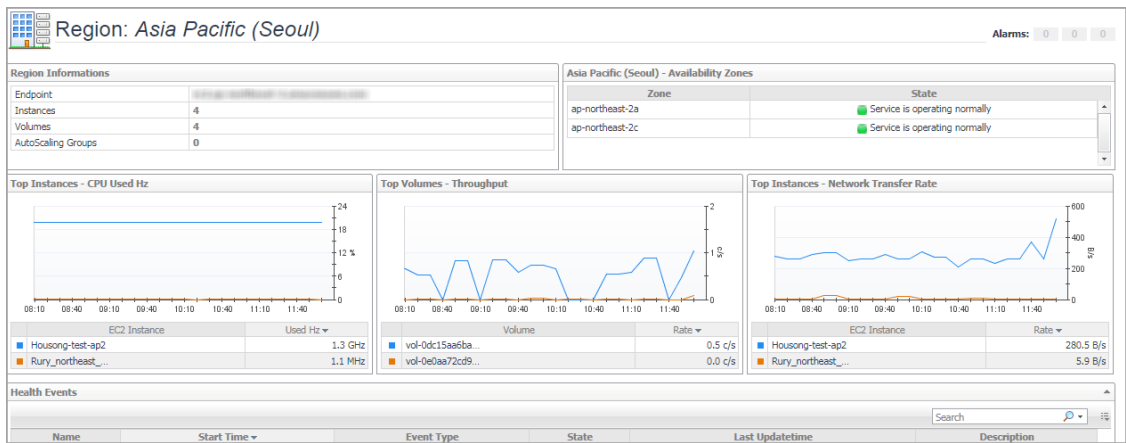 Region: Asia Pacific (Seoul)
Alarms: 0 0 0
Region Informations
Endpoint
Instances 4
Volumes 4
AutoScaling Groups 0
Asia Pacific (Seoul) - Availability Zones
Zone State
ap-northeast-2a Service is operating normally
ap-northeast-2c Service is operating normally
Top Instances - CPU Used Hz
24
18
12
%
6
0
08:10 08:40 09:10 09:40 10:10 10:40 11:10 11:40
EC2 Instance Used Hz
Housong-test-ap2 1.3 GHz
Rury_northeast_... 1.1 MHz
Top Volumes - Throughput
2
1
c/s
0
08:10 08:40 09:10 09:40 10:10 10:40 11:10 11:40
Volume Rate
vol-0dc15aa6ba... 0.5 c/s
vol-0e0aa72cd9... 0.0 c/s
Top Instances - Network Transfer Rate
600
400
B/s
200
0
08:10 08:40 09:10 09:40 10:10 10:40 11:10 11:40
EC2 Instance Rate
Housong-test-ap2 280.5 B/s
Rury_northeast_... 5.9 B/s
Health Events
Search
Name Start Time Event Type State Last Updatetime Description